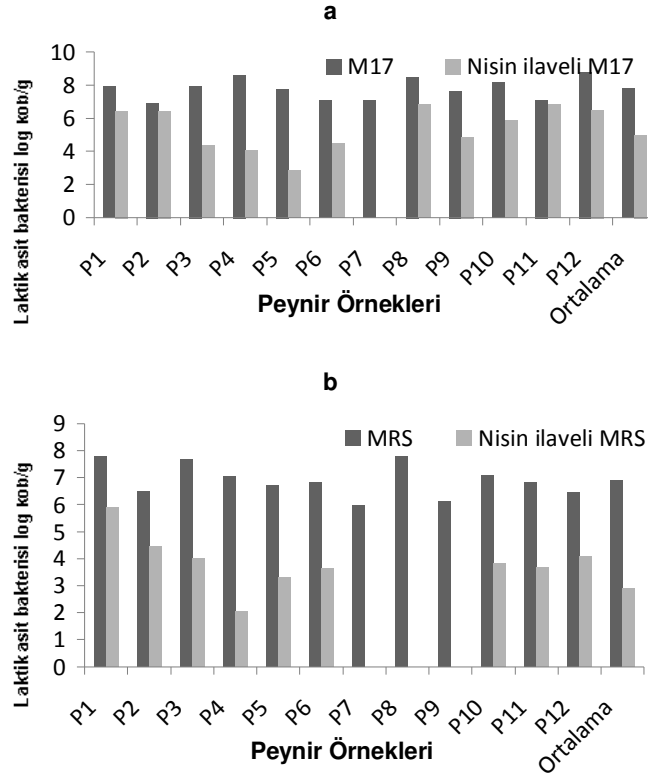 a
M17 Nisin ilaveli M17
Laktik asit bakterisi log kob/g
10
8
6
4
2
0
P1 P2 P3 P4 P5 P6 P7 P8 P9 P10 P11 P12 Ortalama
Peynir Örnekleri
b
MRS Nisin ilaveli MRS
Laktik asit bakterisi log kob/g
9
8
7
6
5
4
3
2
1
0
P1 P2 P3 P4 P5 P6 P7 P8 P9 P10 P11 P12 Ortalama
Peynir Örnekleri